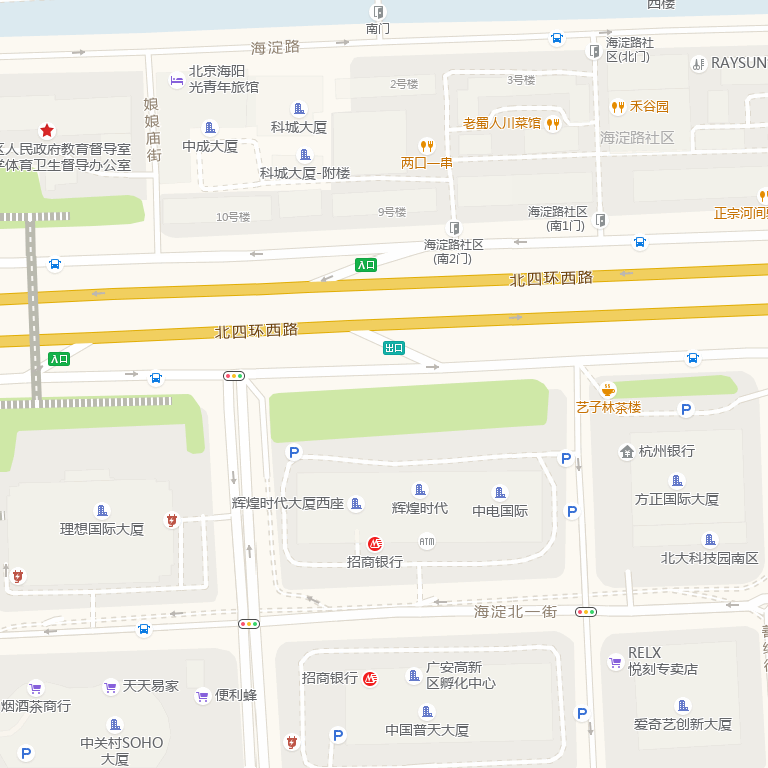 西楼
南门
海淀路
海淀路社
区(北门)
RAYSUN
北京海阳
光青年旅馆
2号楼
3号楼
禾谷园
娘娘庙街
科城大厦
老蜀人川菜馆
海淀路社区
区人民政府教育督导室
学体育卫生督导办公室
中成大厦
科城大厦-附楼
两口一串
10号楼
9号楼
海淀路社区
(南1门)
正宗河间
海淀路社区
(南2门)
入口
北四环西路
北四环西路
入口
出口
艺子林茶楼
P
P
P
杭州银行
辉煌时代大厦西座
辉煌时代
中电国际
方正国际大厦
P
理想国际大厦
招商银行
ATM
北大科技园南区
海淀北一街
招商银行
广安高新
区孵化中心
RELX
悦刻专卖店
烟酒茶商行
天天易家
便利蜂
中关村SOHO
大厦
中国普天大厦
爱奇艺创新大厦
P
P
P